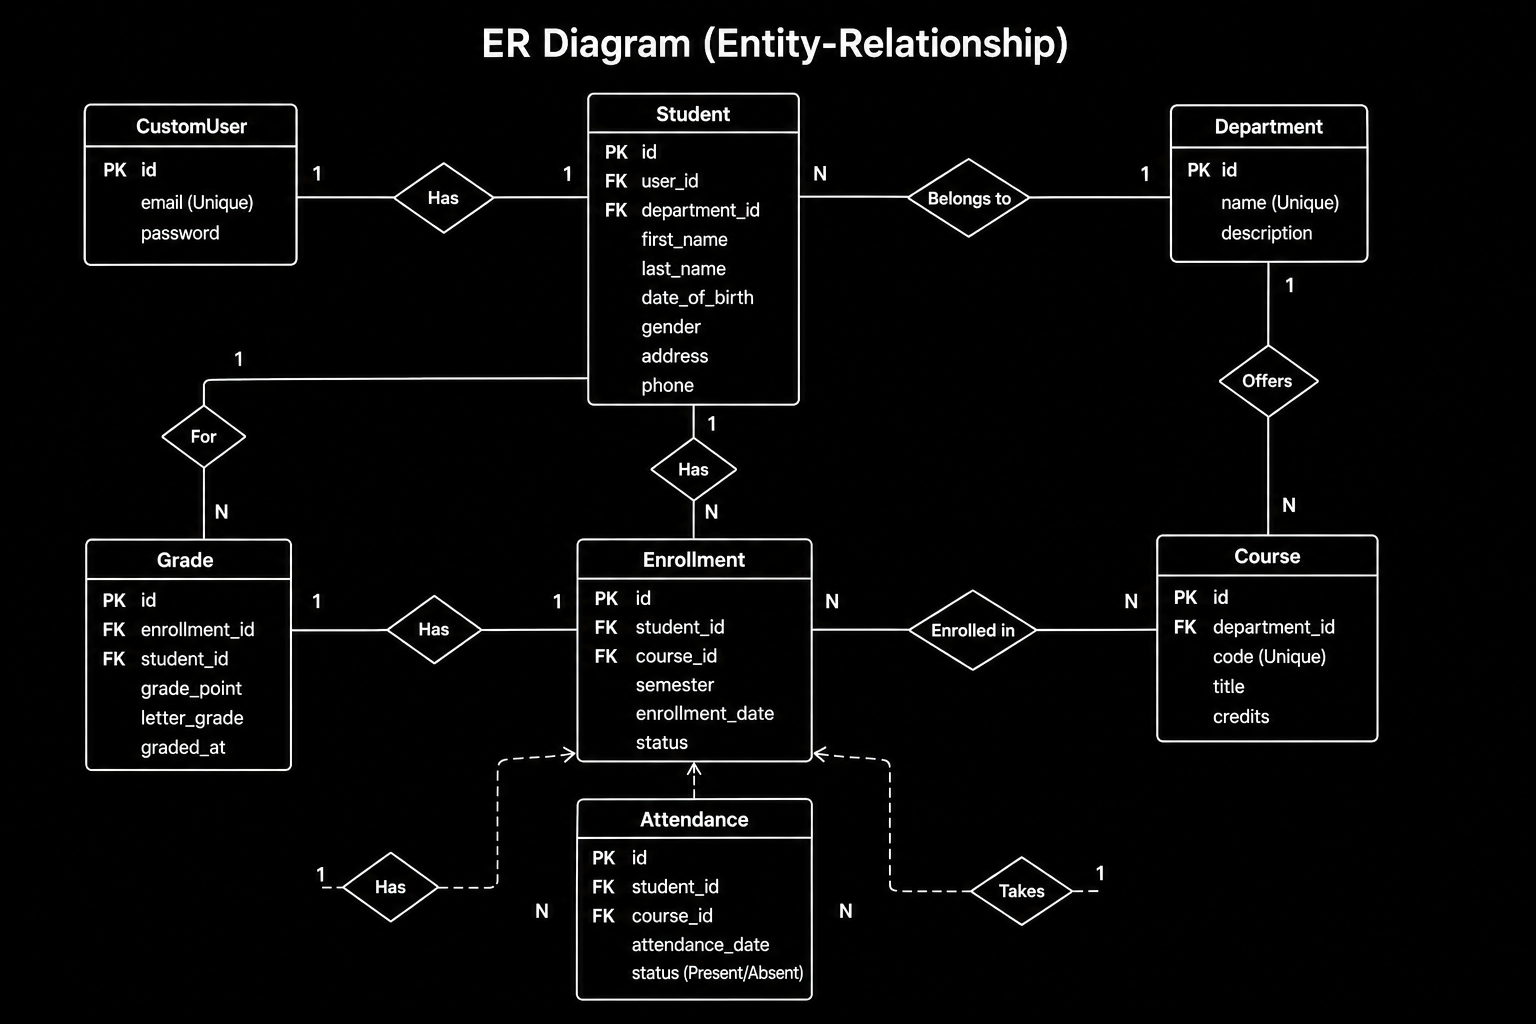 ER Diagram (Entity-Relationship)
CustomUser
PK id
email (Unique)
password
1
Has
1
Student
PK id
FK user_id
FK department_id
first_name
last_name
date_of_birth
gender
address
phone
N
Belongs to
1
Department
PK id
name (Unique)
description
1
Offers
N
1
For
N
1
Has
N
Grade
PK id
FK enrollment_id
FK student_id
grade_point
letter_grade
graded_at
1
Has
1
Enrollment
PK id
FK student_id
FK course_id
semester
enrollment_date
status
N
Enrolled in
N
Course
PK id
FK department_id
code (Unique)
title
credits
1
Has
N
Attendance
PK id
FK student_id
FK course_id
attendance_date
status (Present/Absent)
N
Takes
1